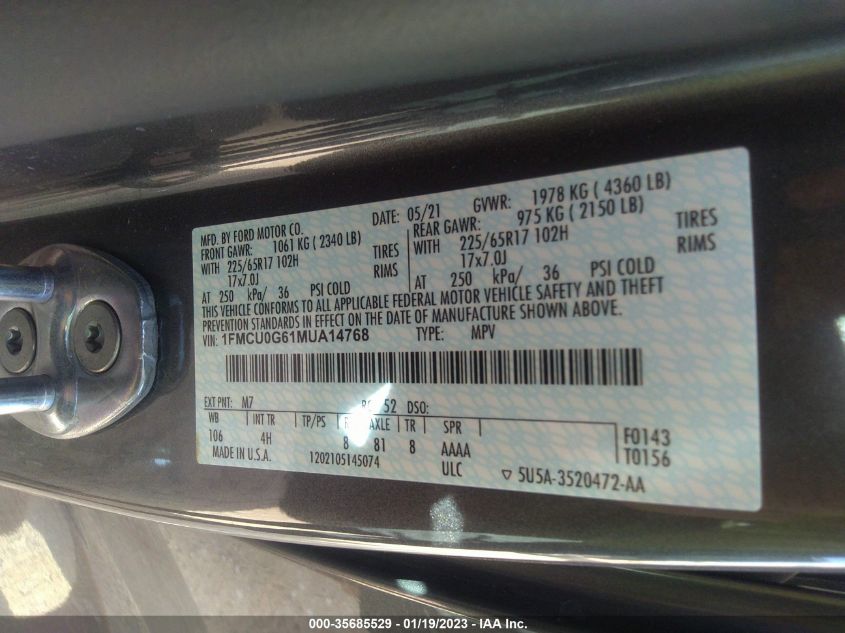 MFD. BY FORD MOTOR CO. DATE: 05/21 GVWR: 1978 KG ( 4360 LB)
FRONT GAWR: 1061 KG ( 2340 LB) REAR GAWR: 975 KG ( 2150 LB)
WITH 225/65R17 102H TIRES WITH 225/65R17 102H TIRES
17x7.0J RIMS 17x7.0J RIMS
AT 250 kPa/ 36 PSI COLD AT 250 kPa/ 36 PSI COLD
THIS VEHICLE CONFORMS TO ALL APPLICABLE FEDERAL MOTOR VEHICLE SAFETY AND THEFT
PREVENTION STANDARDS IN EFFECT ON THE DATE OF MANUFACTURE SHOWN ABOVE.
VIN: 1FMCU0G61MUA14768 TYPE: MPV
EXT PNT: M7 52 DSO:
WB INT TR TP/PS AXLE TR SPR
106 4H 8 81 8 AAAA F0143
MADE IN U.S.A. 1202105145074 ULC T0156
▽ 5U5A-3520472-AA
000-35685529 - 01/19/2023 - IAA Inc.